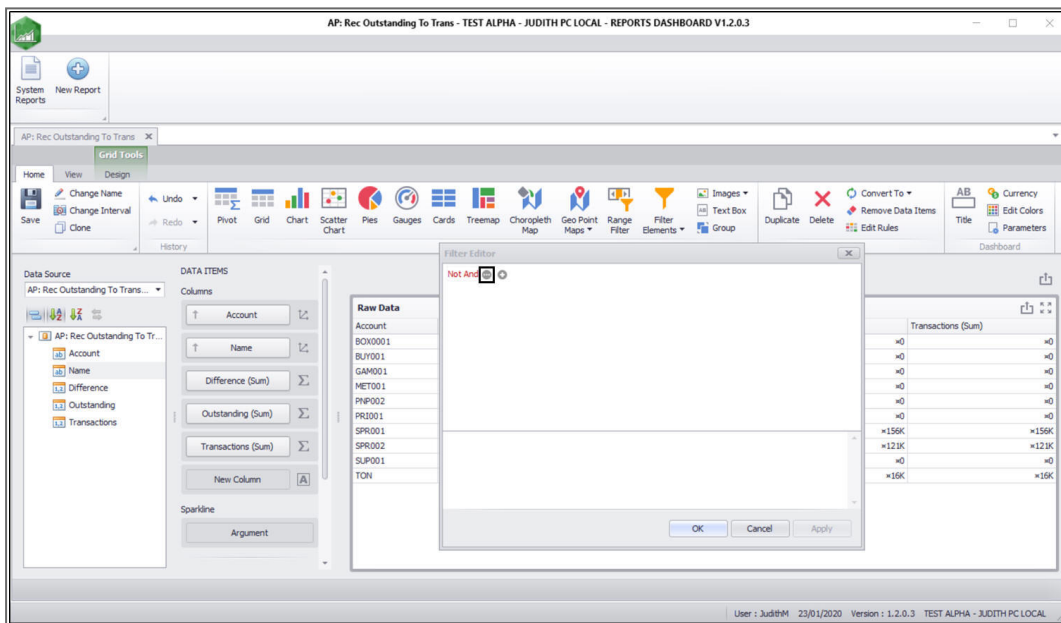 AP: Rec Outstanding To Trans - TEST ALPHA - JUDITH PC LOCAL - REPORTS DASHBOARD V1.2.0.3
System Reports
New Report
AP: Rec Outstanding To Trans
Grid Tools
Home View Design
Save
Change Name
Change Interval
Clone
Undo
Redo
History
Pivot
Grid
Chart
Scatter Chart
Pies
Gauges
Cards
Treemap
Choropleth Map
Geo Point Maps
Range Filter
Filter Elements
Images
Text Box
Group
Duplicate
Delete
Convert To
Remove Data Items
Edit Rules
AB
Title
Currency
Edit Colors
Parameters
Dashboard
Data Source
AP: Rec Outstanding To Trans...
AP: Rec Outstanding To Tr...
Account
Name
Difference
Outstanding
Transactions
DATA ITEMS
Columns
Account
Name
Difference (Sum)
Outstanding (Sum)
Transactions (Sum)
New Column
Sparkline
Argument
Filter Editor
Not And
OK Cancel Apply
Raw Data
Account Transactions (Sum)
BOX0001 ×0 ×0
BUY001 ×0 ×0
GAM001 ×0 ×0
MET001 ×0 ×0
PNP002 ×0 ×0
PRI001 ×0 ×0
SPR001 ×156K ×156K
SPR002 ×121K ×121K
SUP001 ×0 ×0
TON ×16K ×16K
User : JudithM 23/01/2020 Version : 1.2.0.3 TEST ALPHA - JUDITH PC LOCAL